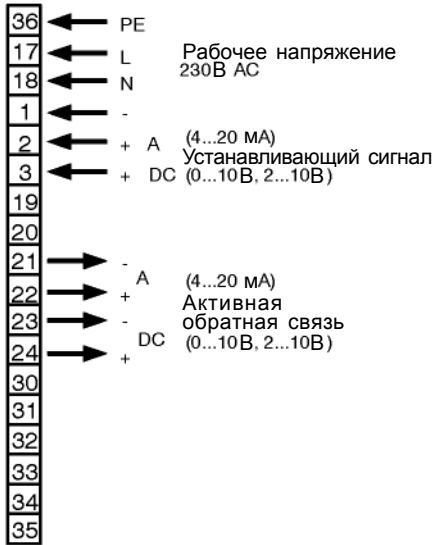 36 PE
17 L Рабочее напряжение
18 N 230В AC
1 -
2 + A (4...20 мА)
Устанавливающий сигнал
3 + DC (0...10В, 2...10В)
19
20
21 -
A (4...20 мА)
22 +
Активная
23 - обратная связь
DC (0...10В, 2...10В)
24 +
30
31
32
33
34
35